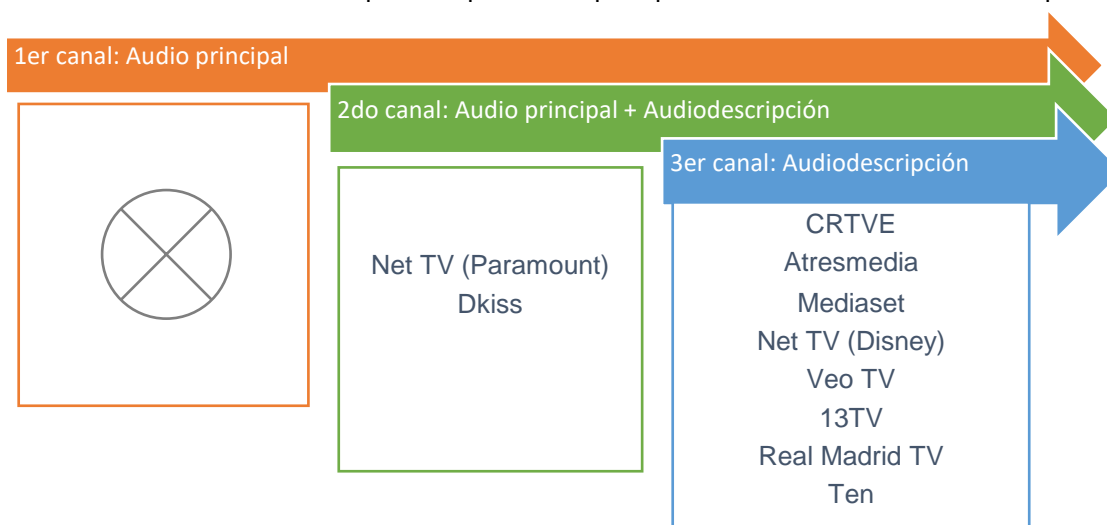 1er canal: Audio principal
2do canal: Audio principal + Audiodescripción
3er canal: Audiodescripción
Net TV (Paramount)
Dkiss
CRTVE
Atresmedia
Mediaset
Net TV (Disney)
Veo TV
13TV
Real Madrid TV
Ten